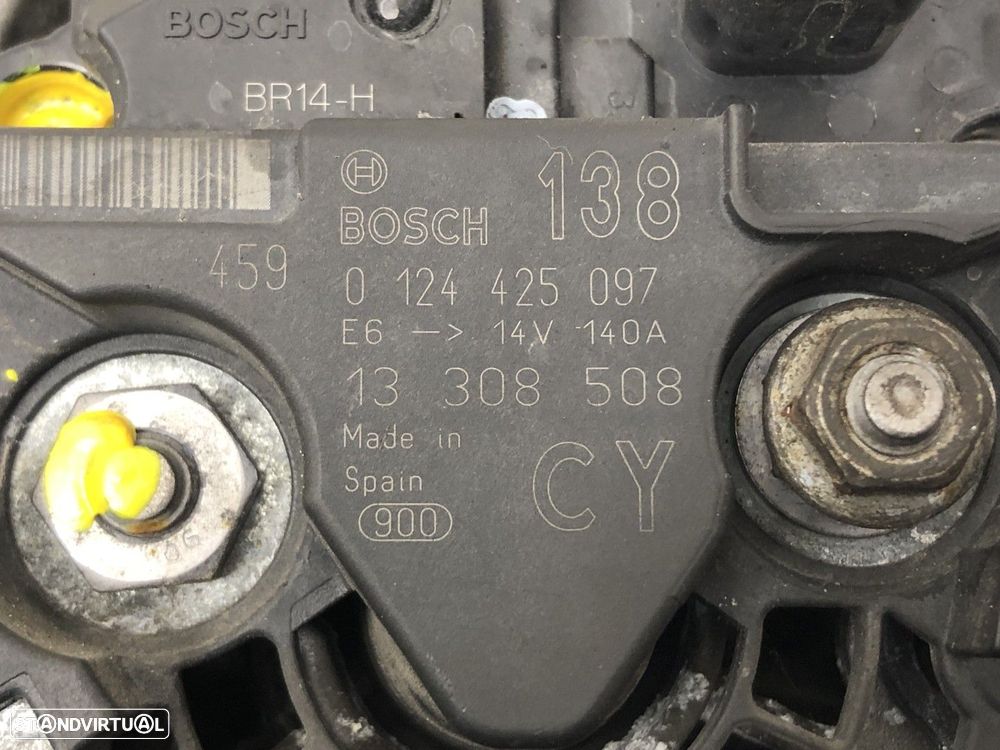 BOSCH
BR14-H
BOSCH 138
459
0 124 425 097
E6 -> 14V 140A
13 308 508
Made in
Spain
CY
900
06
STANDVIRTUAL